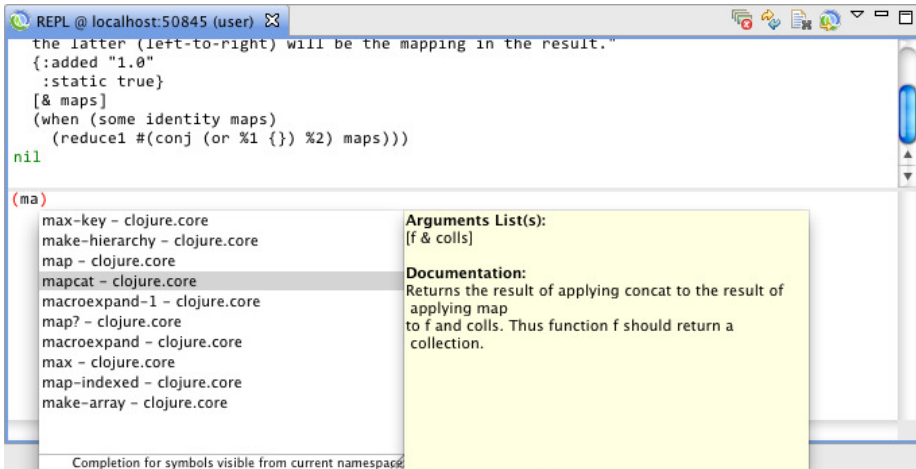 REPL @ localhost:50845 (user)
the latter (left-to-right) will be the mapping in the result."
{:added "1.0"
:static true}
[& maps]
(when (some identity maps)
(reduce1 #(conj (or %1 {}) %2) maps)))
nil
(ma)
max-key – clojure.core
make-hierarchy – clojure.core
map – clojure.core
mapcat – clojure.core
macroexpand-1 – clojure.core
map? – clojure.core
macroexpand – clojure.core
max – clojure.core
map-indexed – clojure.core
make-array – clojure.core
Completion for symbols visible from current namespace
Arguments List(s):
[f & colls]
Documentation:
Returns the result of applying concat to the result of
applying map
to f and colls. Thus function f should return a
collection.